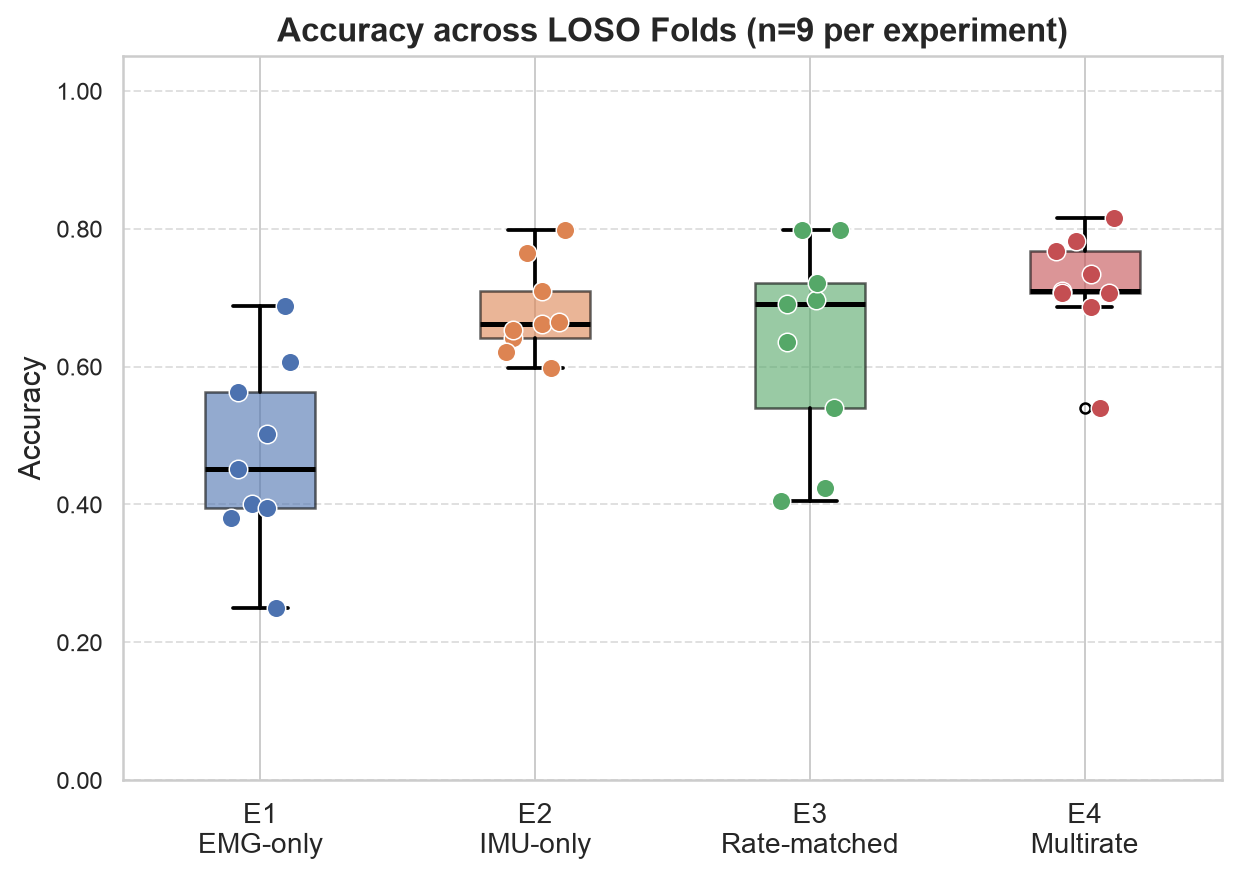 Accuracy across LOSO Folds (n=9 per experiment)
1.00
0.80
0.60
0.40
0.20
0.00
Accuracy
E1
EMG-only
E2
IMU-only
E3
Rate-matched
E4
Multirate